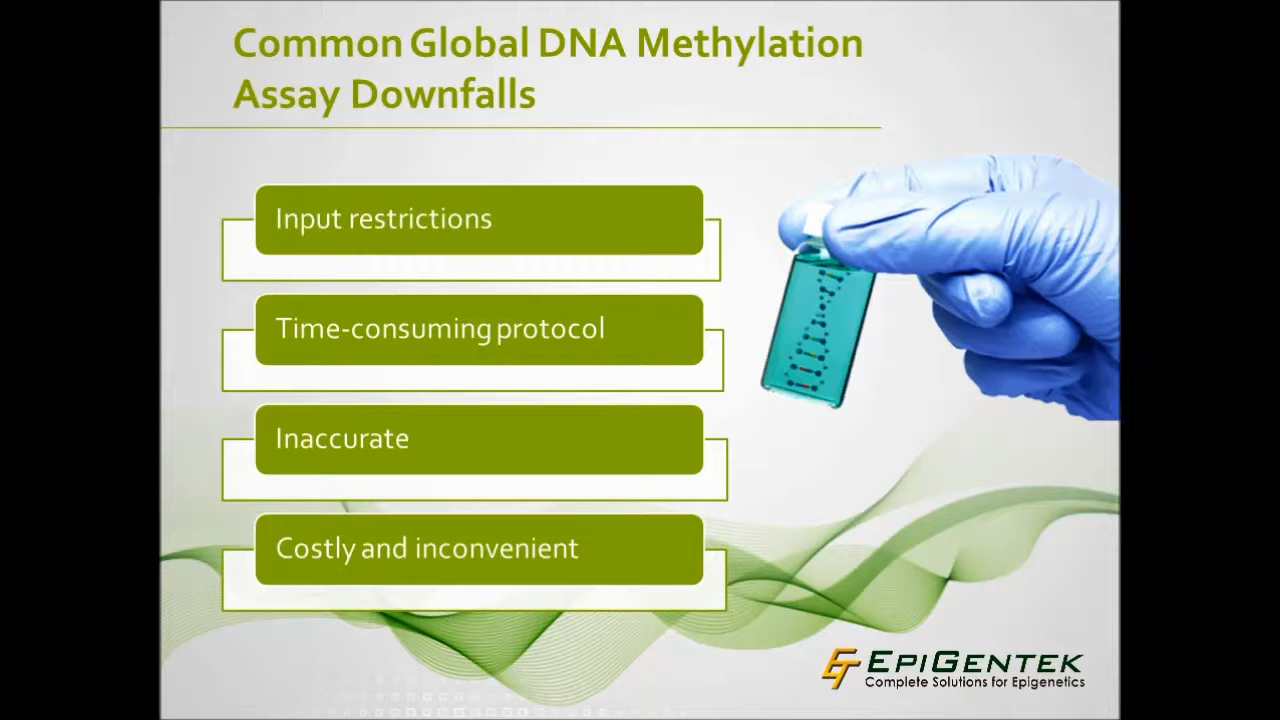 Common Global DNA Methylation
Assay Downfalls
Input restrictions
Time-consuming protocol
Inaccurate
Costly and inconvenient
EPIGENTEK
Complete Solutions for Epigenetics